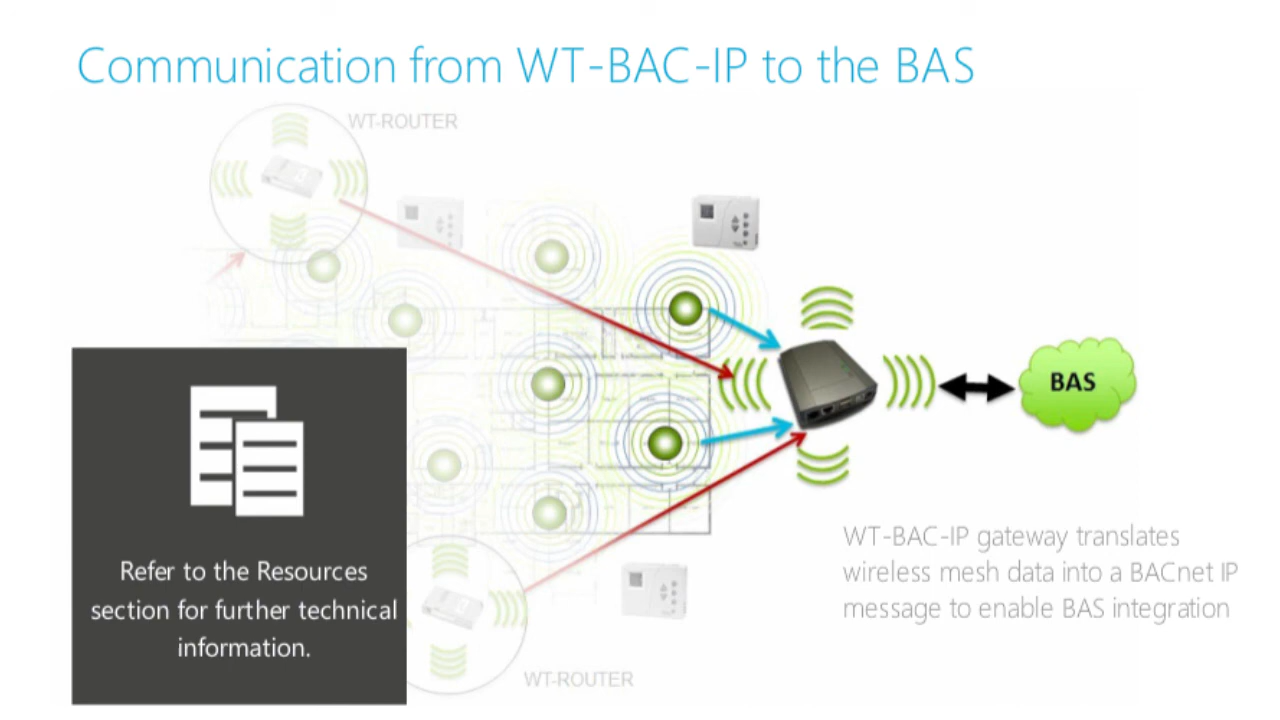 Communication from WT-BAC-IP to the BAS
WT-ROUTER
BAS
Refer to the Resources
section for further technical
information.
WT-BAC-IP gateway translates
wireless mesh data into a BACnet IP
message to enable BAS integration
WT-ROUTER